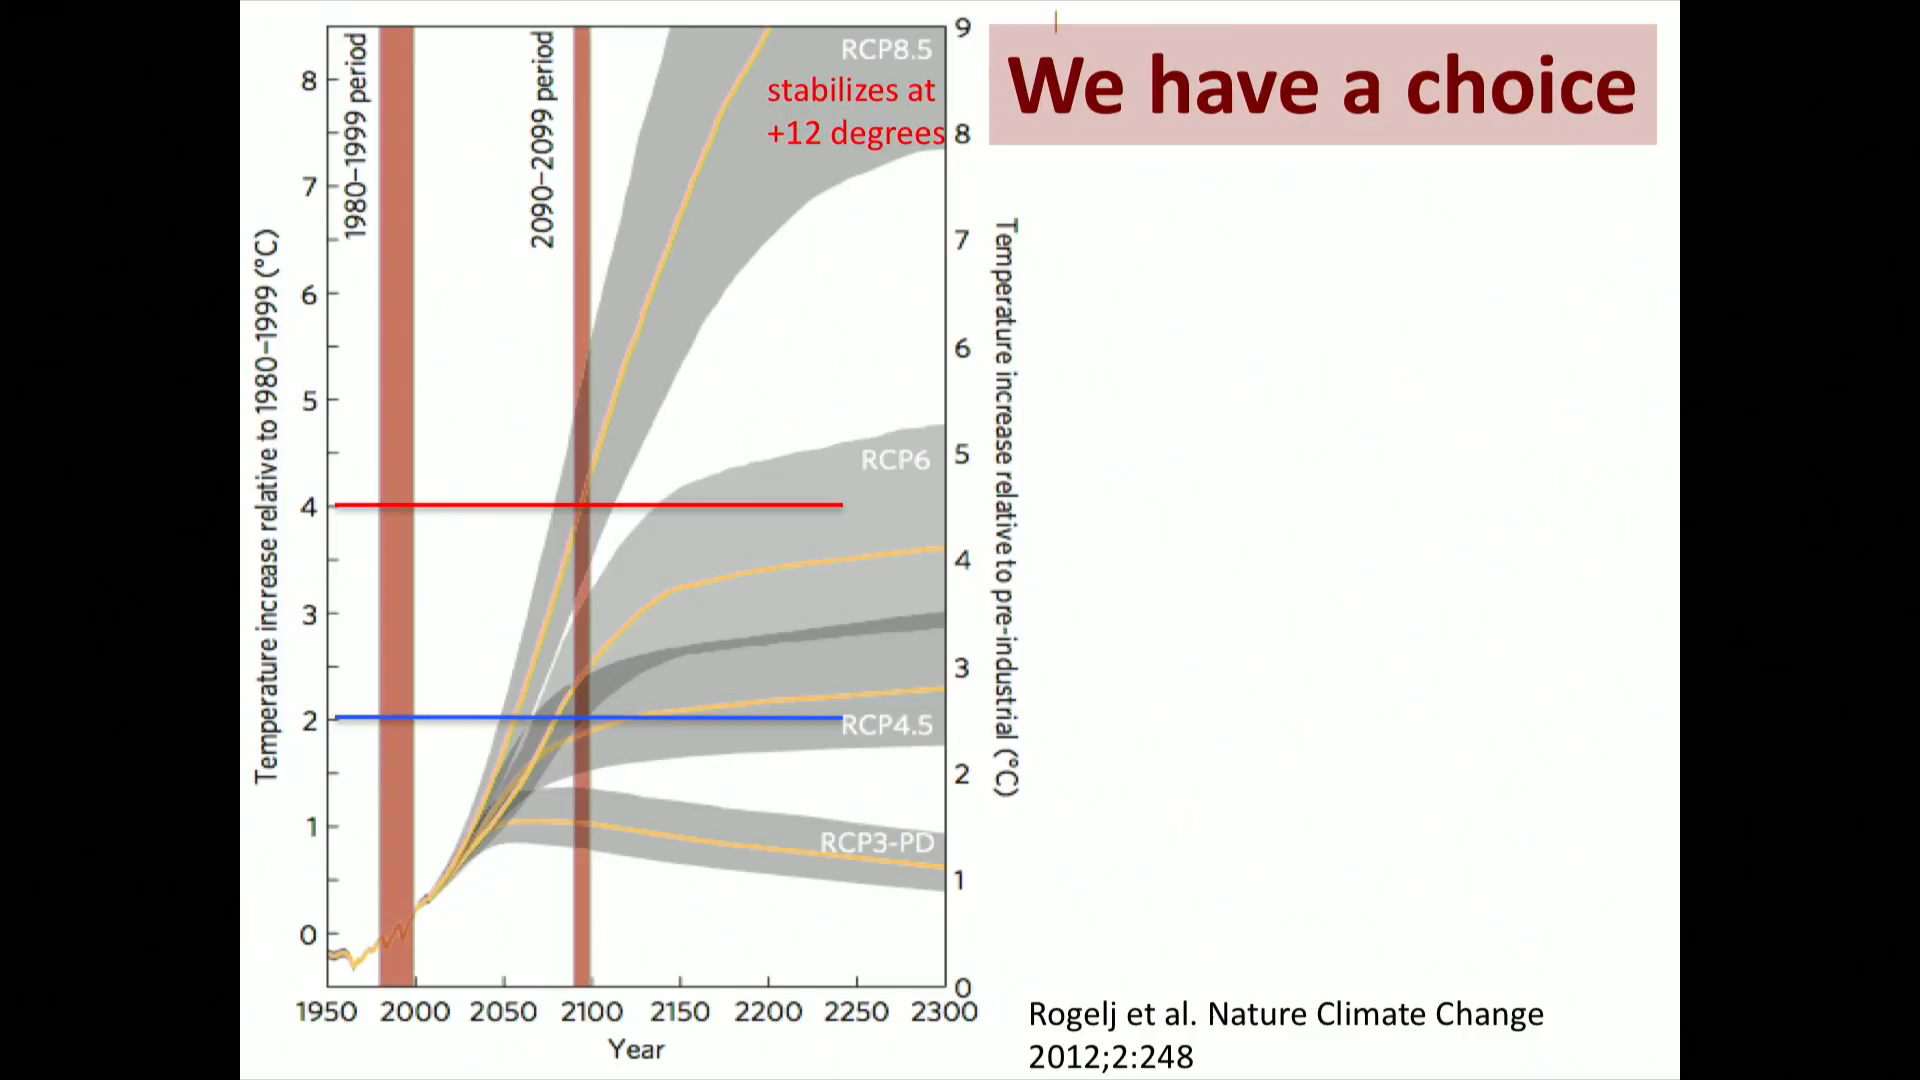 We have a choice
1980–1999 period
2090–2099 period
RCP8.5
stabilizes at
+12 degrees
RCP6
RCP4.5
RCP3-PD
Temperature increase relative to 1980–1999 (°C)
8
7
6
5
4
3
2
1
0
9
8
7
6
5
4
3
2
1
0
Temperature increase relative to pre-industrial (°C)
1950 2000 2050 2100 2150 2200 2250 2300
Year
Rogelj et al. Nature Climate Change
2012;2:248